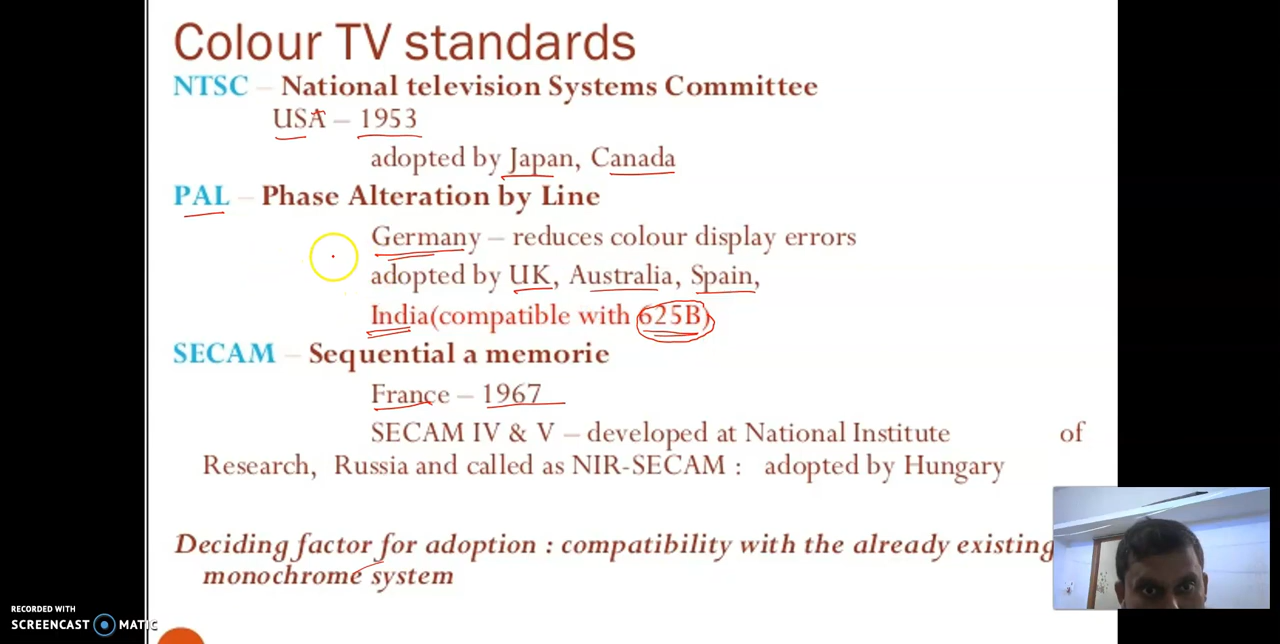 Colour TV standards
NTSC – National television Systems Committee
USA – 1953
adopted by Japan, Canada
PAL – Phase Alteration by Line
Germany – reduces colour display errors
adopted by UK, Australia, Spain,
India(compatible with 625B)
SECAM – Sequential a memorie
France – 1967
SECAM IV & V – developed at National Institute of
Research, Russia and called as NIR-SECAM : adopted by Hungary
Deciding factor for adoption : compatibility with the already existing
monochrome system
RECORDED WITH
SCREENCAST MATIC